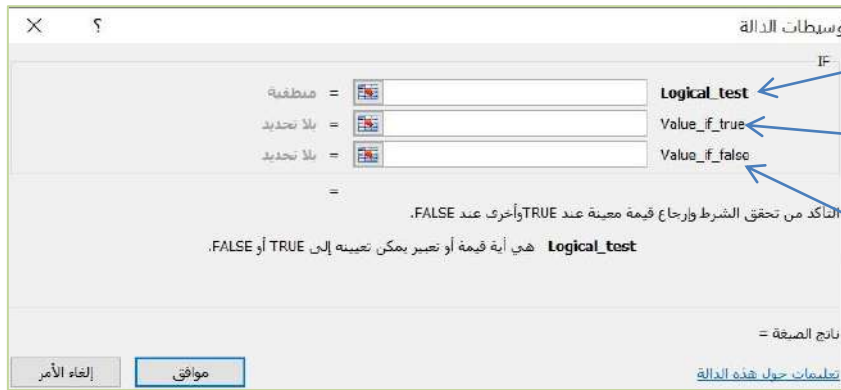 وسيطات الدالة ؟ ×
IF
Logical_test = منطقية
Value_if_true = بلا تحديد
Value_if_false = بلا تحديد
=
التأكد من تحقق الشرط وإرجاع قيمة معينة عند TRUE وأخرى عند FALSE.
Logical_test هي أية قيمة أو تعبير يمكن تعيينه إلى TRUE أو FALSE.
ناتج الصيغة =
تعليمات حول هذه الدالة موافق إلغاء الأمر